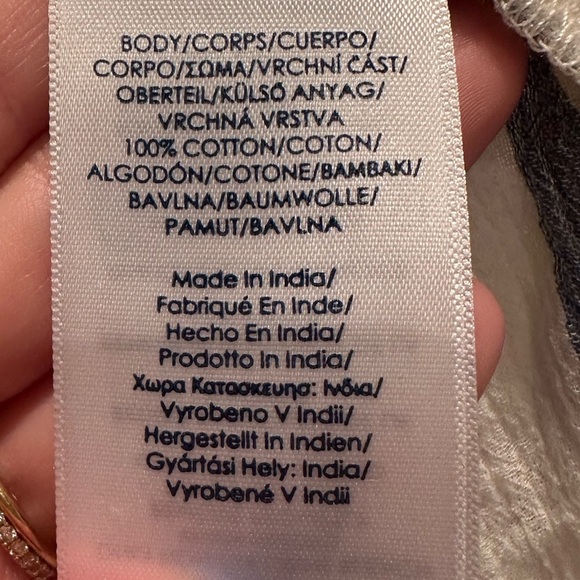 BODY/CORPS/CUERPO/
CORPO/ΣΩΜΑ/VRCHNÍ ČÁST/
OBERTEIL/KÜLSŐ ANYAG/
VRCHNÁ VRSTVA
100% COTTON/COTON/
ALGODÓN/COTONE/BAMBAKI/
BAVLNA/BAUMWOLLE/
PAMUT/BAVLNA
Made In India/
Fabriqué En Inde/
Hecho En India/
Prodotto In India/
Χωρα Κατασκευησ: Ινδια/
Vyrobeno V Indii/
Hergestellt In Indien/
Gyártási Hely: India/
Vyrobené V Indii